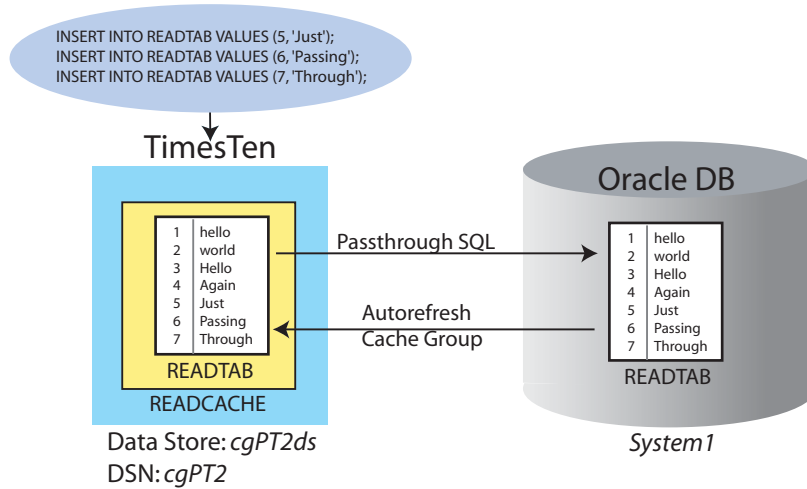 INSERT INTO READTAB VALUES (5, 'Just');
INSERT INTO READTAB VALUES (6, 'Passing');
INSERT INTO READTAB VALUES (7, 'Through');
TimesTen
1 hello
2 world
3 Hello
4 Again
5 Just
6 Passing
7 Through
READTAB
READCACHE
Data Store: cgPT2ds
DSN: cgPT2
Passthrough SQL
Autorefresh
Cache Group
Oracle DB
1 hello
2 world
3 Hello
4 Again
5 Just
6 Passing
7 Through
READTAB
System1